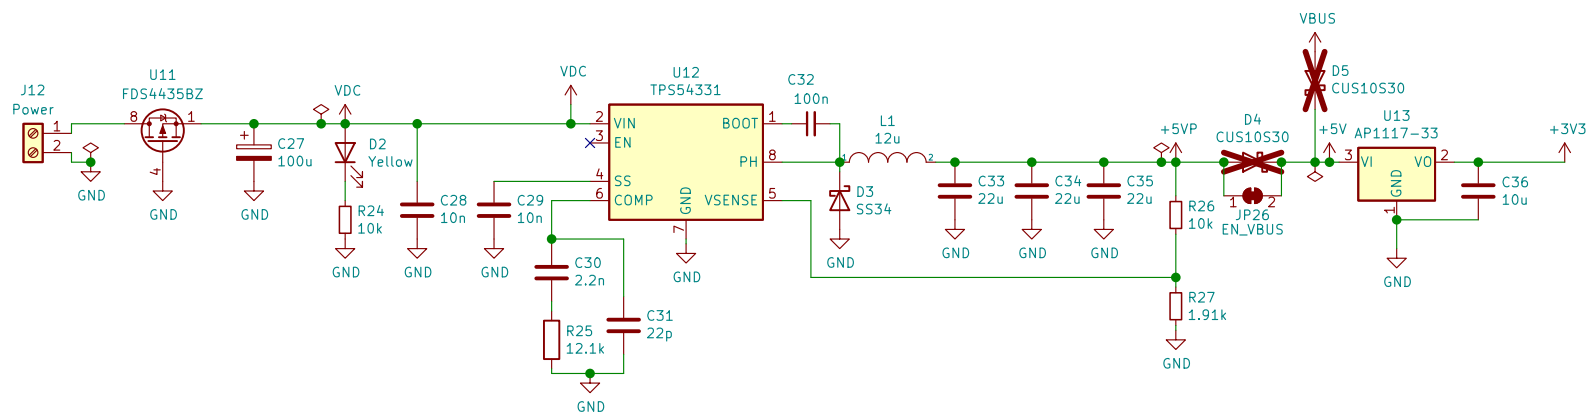 J12
Power
1
2
GND
U11
FDS4435BZ
8
1
4
GND
+
C27
100u
GND
VDC
D2
Yellow
R24
10k
GND
C28
10n
GND
C29
10n
GND
VDC
U12
TPS54331
2
VIN
3
EN
4
SS
6
COMP
BOOT
1
PH
8
VSENSE
5
GND
7
GND
C30
2.2n
R25
12.1k
C31
22p
GND
C32
100n
L1
12u
1
2
D3
SS34
GND
C33
22u
GND
C34
22u
GND
C35
22u
GND
+5VP
R26
10k
R27
1.91k
GND
D4
CUS10S30
1
2
JP26
EN_VBUS
VBUS
D5
CUS10S30
+5V
U13
AP1117-33
3
VI
VO
2
GND
1
GND
C36
10u
+3V3